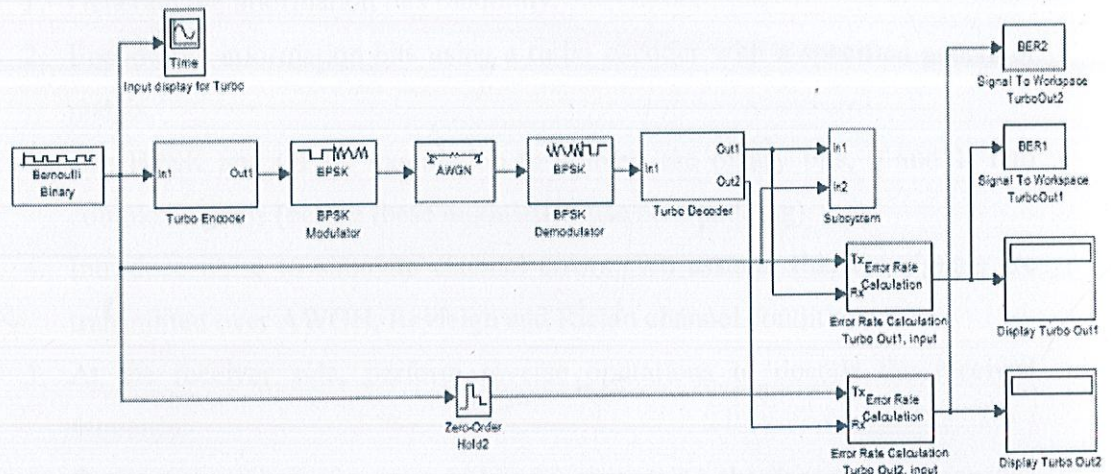 Time
Input display for Turbo
Bernoulli
Binary
In1
Out1
Turbo Encoder
BPSK
BPSK
Modulator
AWGN
BPSK
BPSK
Demodulator
In1
Out1
Out2
Turbo Decoder
In1
In2
Subsystem
BER2
Signal To Workspace
TurboOut2
BER1
Signal To Workspace
TurboOut1
Tx
Rx
Error Rate
Calculation
Error Rate Calculation
Turbo Out1, input
Display Turbo Out1
Zero-Order
Hold2
Tx
Rx
Error Rate
Calculation
Error Rate Calculation
Turbo Out2, input
Display Turbo Out2